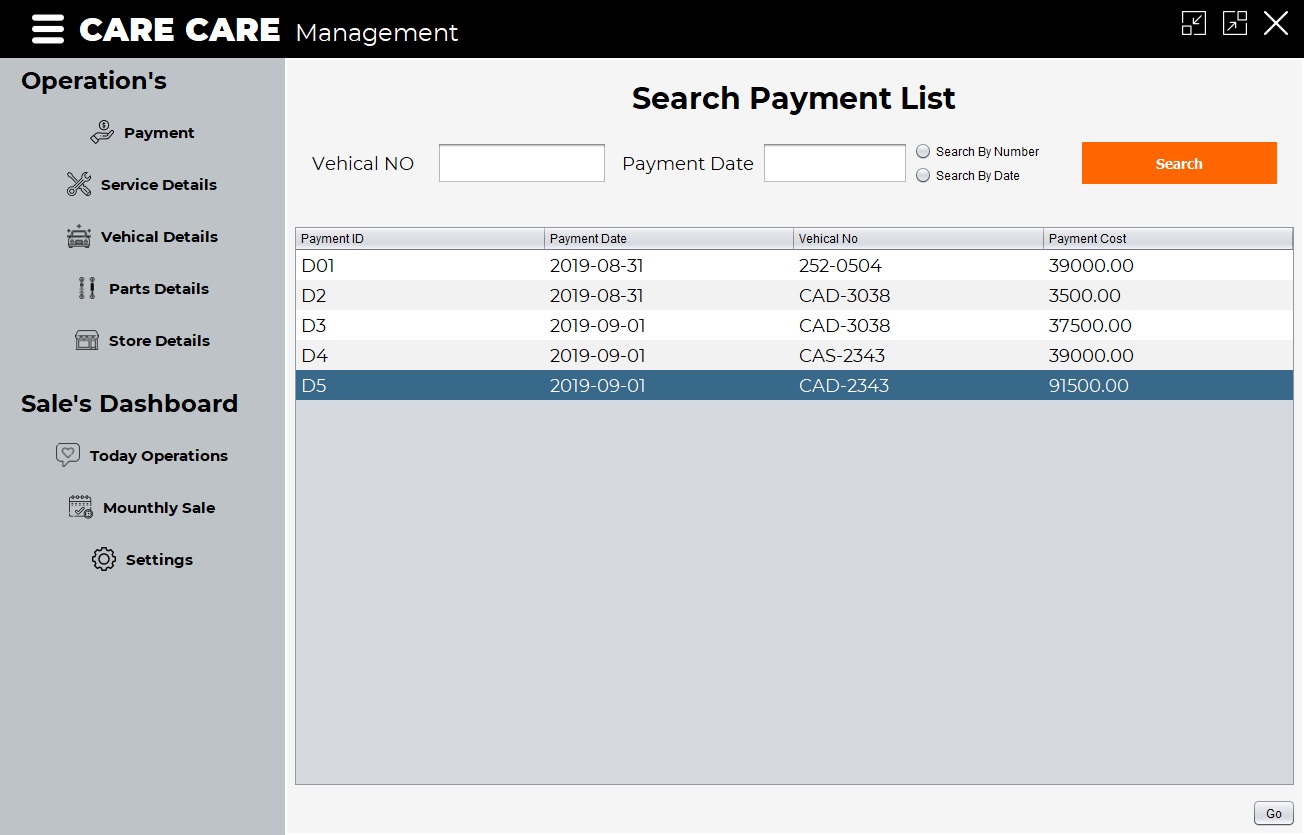 CARE CARE Management
Operation's
Payment
Service Details
Vehical Details
Parts Details
Store Details
Sale's Dashboard
Today Operations
Mounthly Sale
Settings
Search Payment List
Vehical NO
Payment Date
Search By Number
Search By Date
Search
Payment ID Payment Date Vehical No Payment Cost
D01 2019-08-31 252-0504 39000.00
D2 2019-08-31 CAD-3038 3500.00
D3 2019-09-01 CAD-3038 37500.00
D4 2019-09-01 CAS-2343 39000.00
D5 2019-09-01 CAD-2343 91500.00
Go